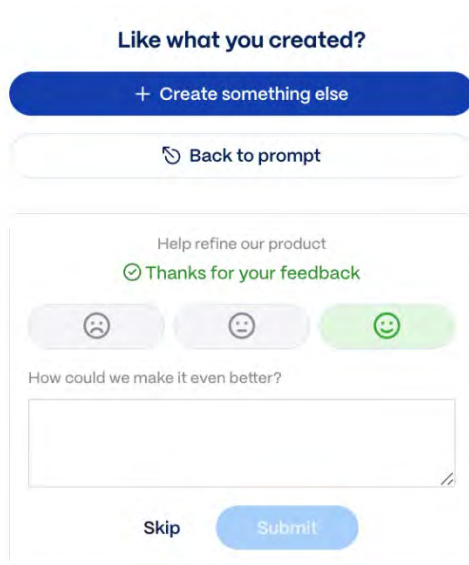 Like what you created?
+ Create something else
Back to prompt
Help refine our product
Thanks for your feedback
How could we make it even better?
Skip
Submit